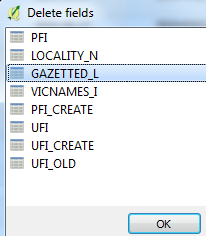 Delete fields
PFI
LOCALITY_N
GAZETTED_L
VICNAMES_I
PFI_CREATE
UFI
UFI_CREATE
UFI_OLD
OK